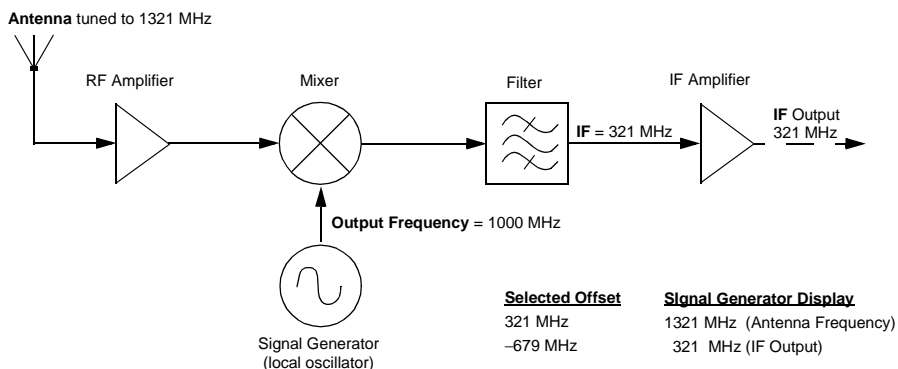 Antenna tuned to 1321 MHz
RF Amplifier
Mixer
Filter
IF Amplifier
IF = 321 MHz
IF Output
321 MHz
Output Frequency = 1000 MHz
Signal Generator
(local oscillator)
Selected Offset
SIgnal Generator Display
321 MHz
1321 MHz (Antenna Frequency)
–679 MHz
321 MHz (IF Output)